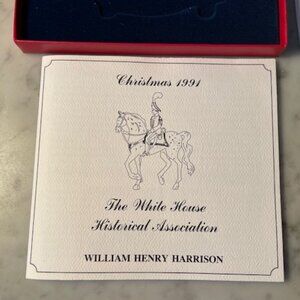 Christmas 1991
The White House
Historical Association
WILLIAM HENRY HARRISON